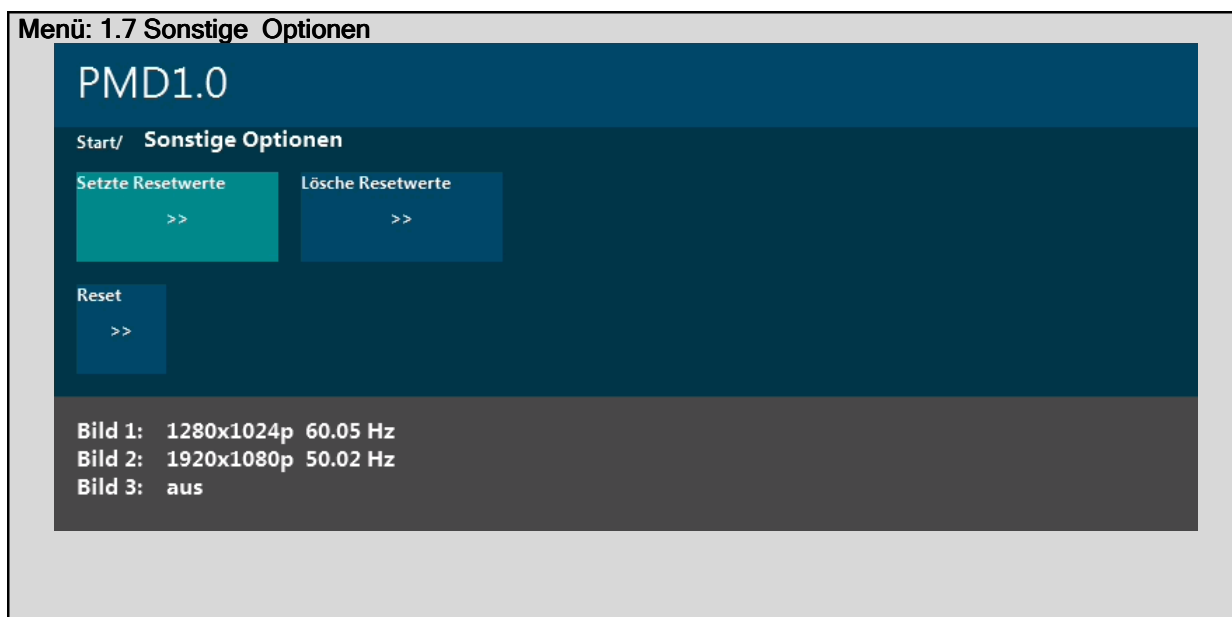 Menü: 1.7 Sonstige Optionen
PMD1.0
Start/ Sonstige Optionen
Setzte Resetwerte
>>
Lösche Resetwerte
>>
Reset
>>
Bild 1: 1280x1024p 60.05 Hz
Bild 2: 1920x1080p 50.02 Hz
Bild 3: aus